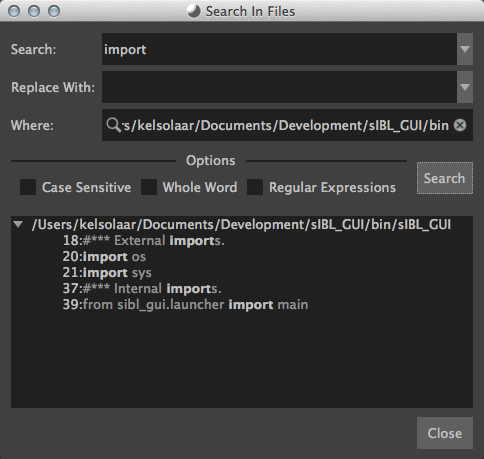 Search In Files
Search:
import
Replace With:
Where:
rs/kelsolaar/Documents/Development/sIBL_GUI/bin
Options
Case Sensitive
Whole Word
Regular Expressions
Search
/Users/kelsolaar/Documents/Development/sIBL_GUI/bin/sIBL_GUI
18:#*** External Imports.
20:import os
21:import sys
37:#*** Internal Imports.
39:from sibl_gui.launcher import main
Close